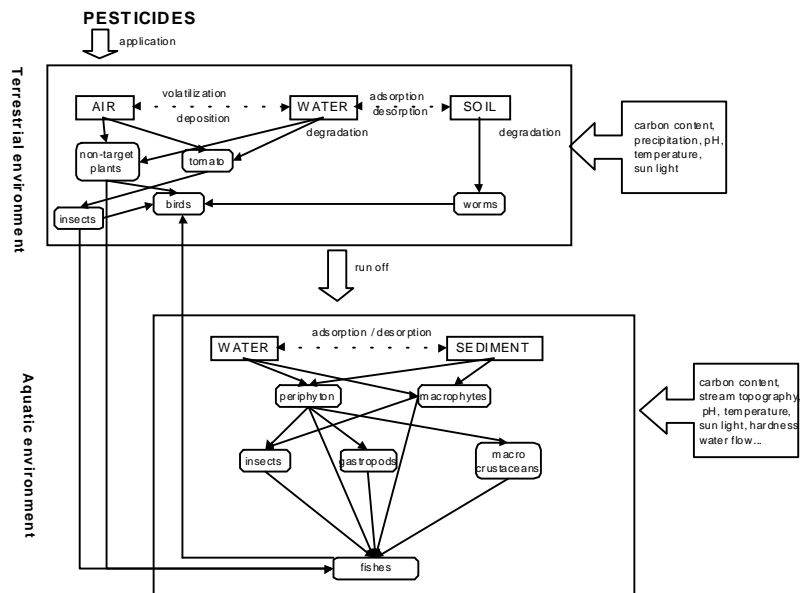 PESTICIDES
application
Terrestrial environment
AIR
volatilization
deposition
WATER
adsorption
desorption
SOIL
degradation
degradation
non-target
plants
tomato
insects
birds
worms
carbon content,
precipitation, pH,
temperature,
sun light
run off
Aquatic environment
WATER
adsorption / desorption
SEDIMENT
periphyton
macrophytes
insects
gastropods
macro
crustaceans
fishes
carbon content,
stream topography,
pH, temperature,
sun light, hardness
water flow...